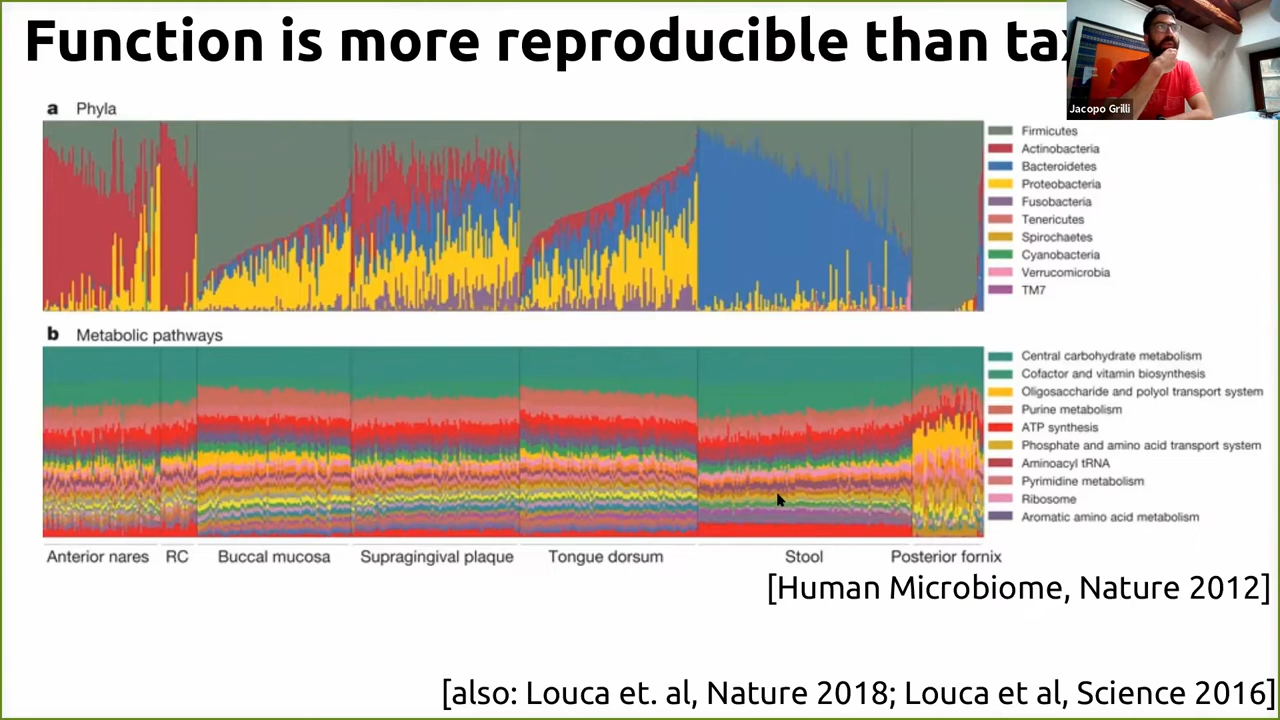 Function is more reproducible than
Jacopo Grilli
a Phyla
Firmicutes
Actinobacteria
Bacteroidetes
Proteobacteria
Fusobacteria
Tenericutes
Spirochaetes
Cyanobacteria
Verrucomicrobia
TM7
b Metabolic pathways
Central carbohydrate metabolism
Cofactor and vitamin biosynthesis
Oligosaccharide and polyol transport system
Purine metabolism
ATP synthesis
Phosphate and amino acid transport system
Aminoacyl tRNA
Pyrimidine metabolism
Ribosome
Aromatic amino acid metabolism
Anterior nares RC Buccal mucosa Supragingival plaque Tongue dorsum Stool Posterior fornix
[Human Microbiome, Nature 2012]
[also: Louca et. al, Nature 2018; Louca et al, Science 2016]